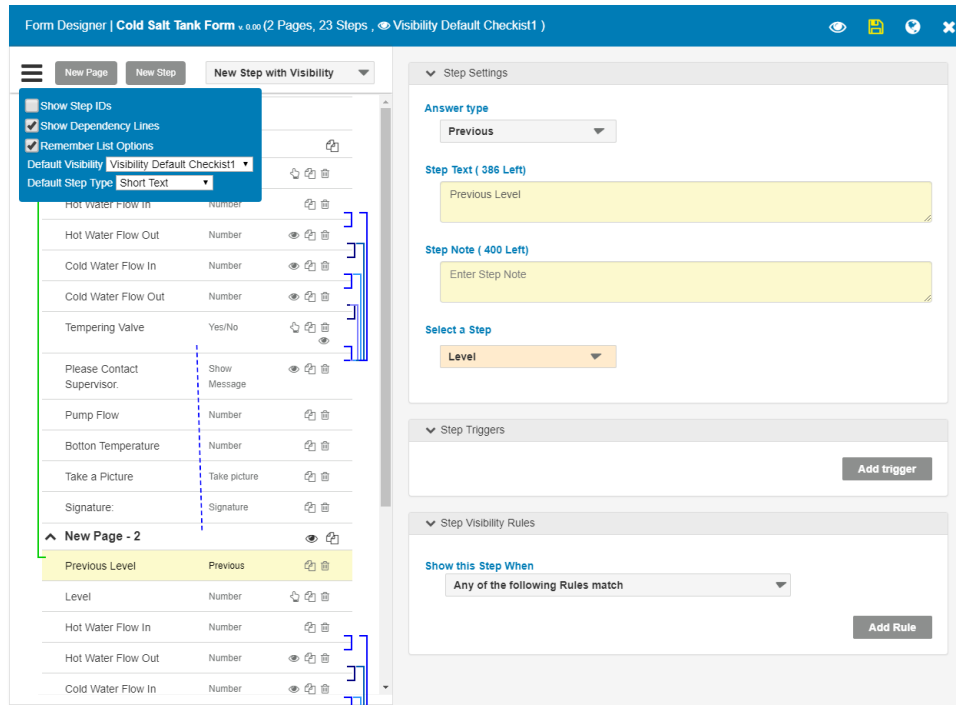 Form Designer | Cold Salt Tank Form v. 0.00 (2 Pages, 23 Steps , Visibility Default Checkist1 )
New Page New Step New Step with Visibility
Show Step IDs
Show Dependency Lines
Remember List Options
Default Visibility Visibility Default Checkist1
Default Step Type Short Text
Hot Water Flow In Number
Hot Water Flow Out Number
Cold Water Flow In Number
Cold Water Flow Out Number
Tempering Valve Yes/No
Please Contact Supervisor. Show Message
Pump Flow Number
Botton Temperature Number
Take a Picture Take picture
Signature: Signature
New Page - 2
Previous Level Previous
Level Number
Hot Water Flow In Number
Hot Water Flow Out Number
Cold Water Flow In Number
Step Settings
Answer type
Previous
Step Text ( 386 Left)
Previous Level
Step Note ( 400 Left)
Enter Step Note
Select a Step
Level
Step Triggers
Add trigger
Step Visibility Rules
Show this Step When
Any of the following Rules match
Add Rule